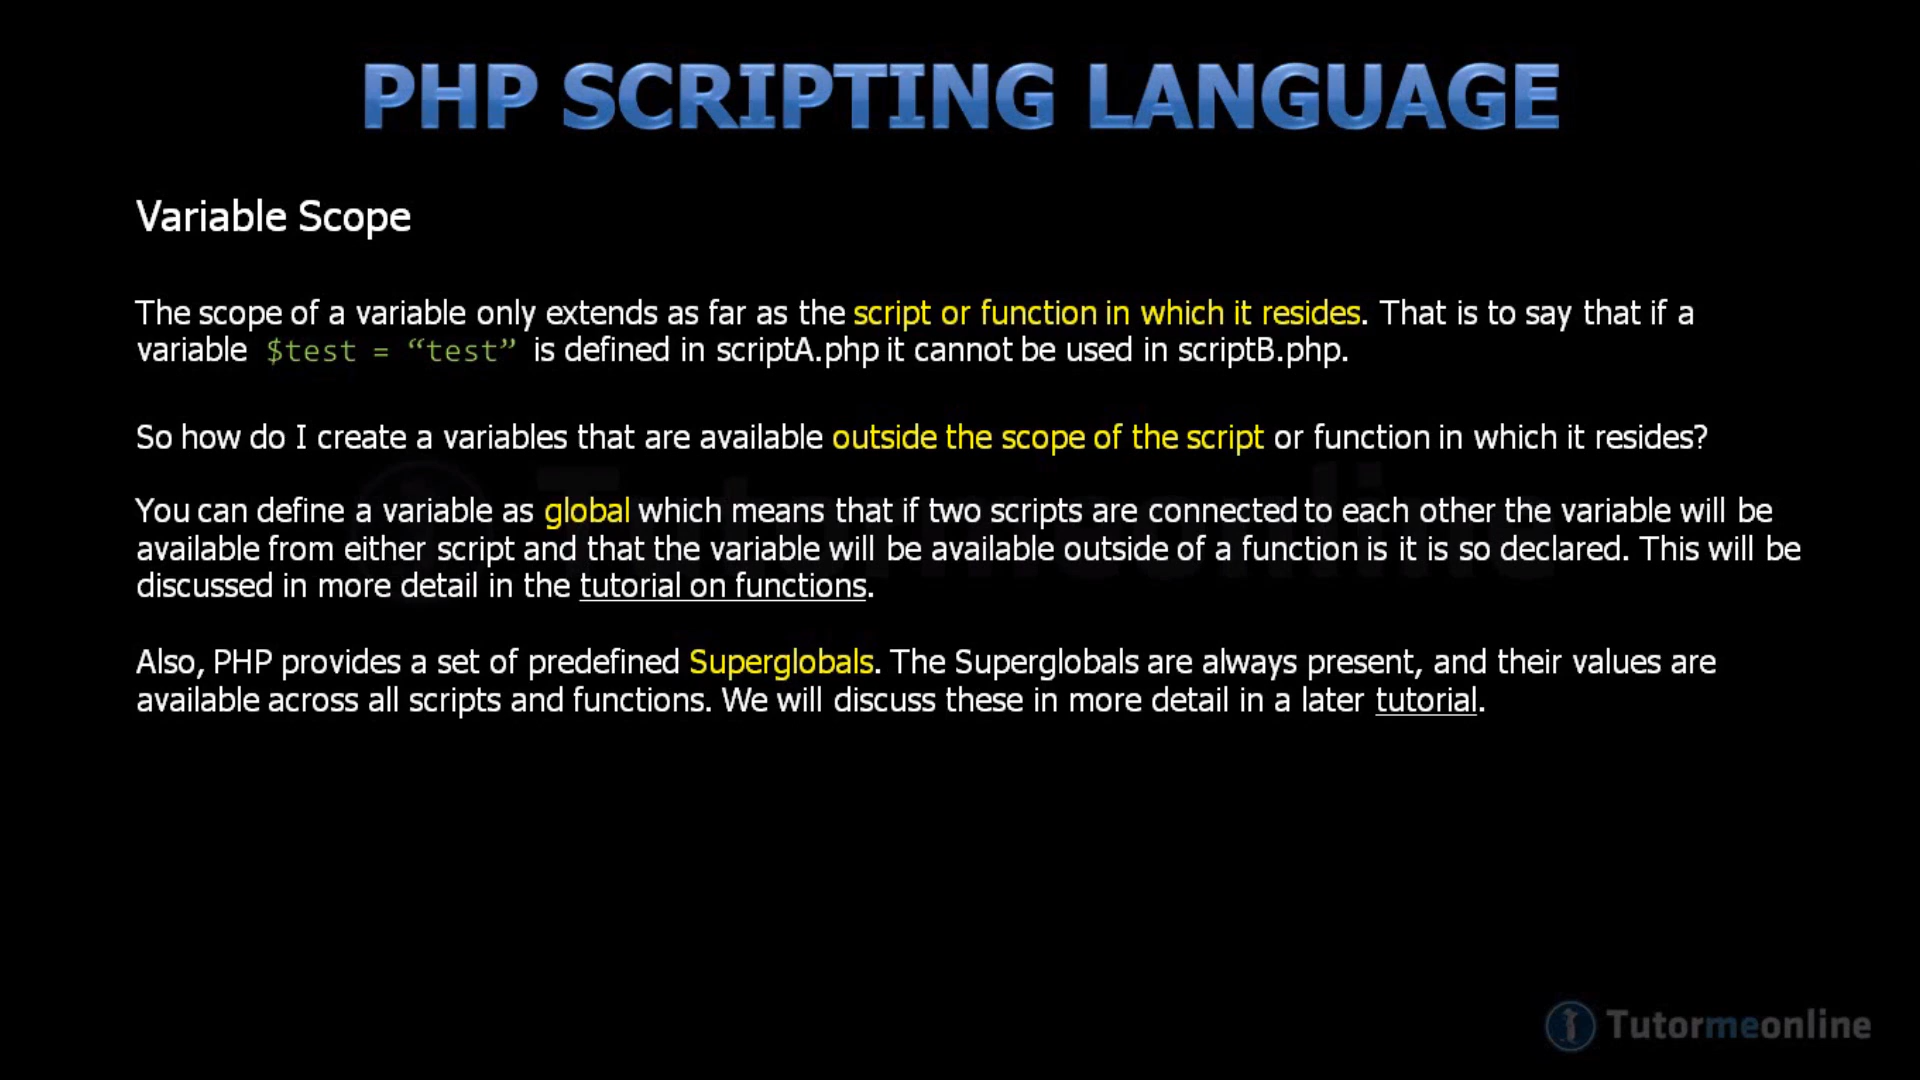 PHP SCRIPTING LANGUAGE
Variable Scope
The scope of a variable only extends as far as the script or function in which it resides. That is to say that if a
variable $test = “test” is defined in scriptA.php it cannot be used in scriptB.php.
So how do I create a variables that are available outside the scope of the script or function in which it resides?
You can define a variable as global which means that if two scripts are connected to each other the variable will be
available from either script and that the variable will be available outside of a function is it is so declared. This will be
discussed in more detail in the tutorial on functions.
Also, PHP provides a set of predefined Superglobals. The Superglobals are always present, and their values are
available across all scripts and functions. We will discuss these in more detail in a later tutorial.
Tutormeonline